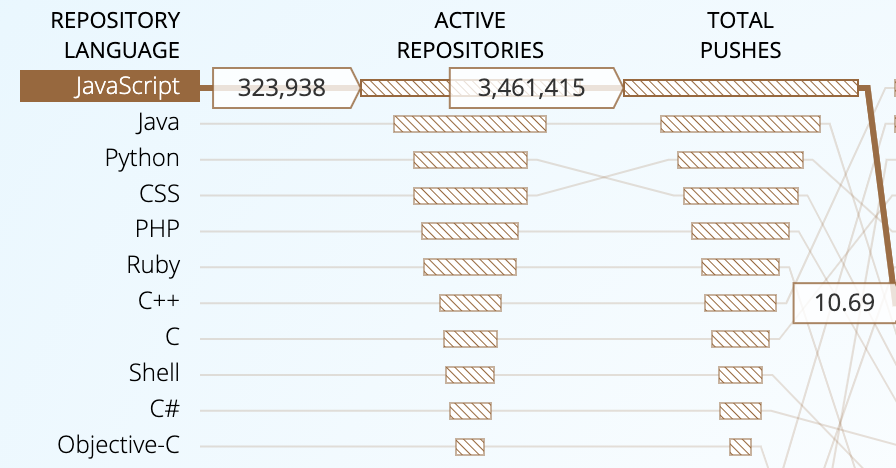 REPOSITORY
LANGUAGE
ACTIVE
REPOSITORIES
TOTAL
PUSHES
JavaScript
323,938
3,461,415
Java
Python
CSS
PHP
Ruby
C++
10.69
C
Shell
C#
Objective-C